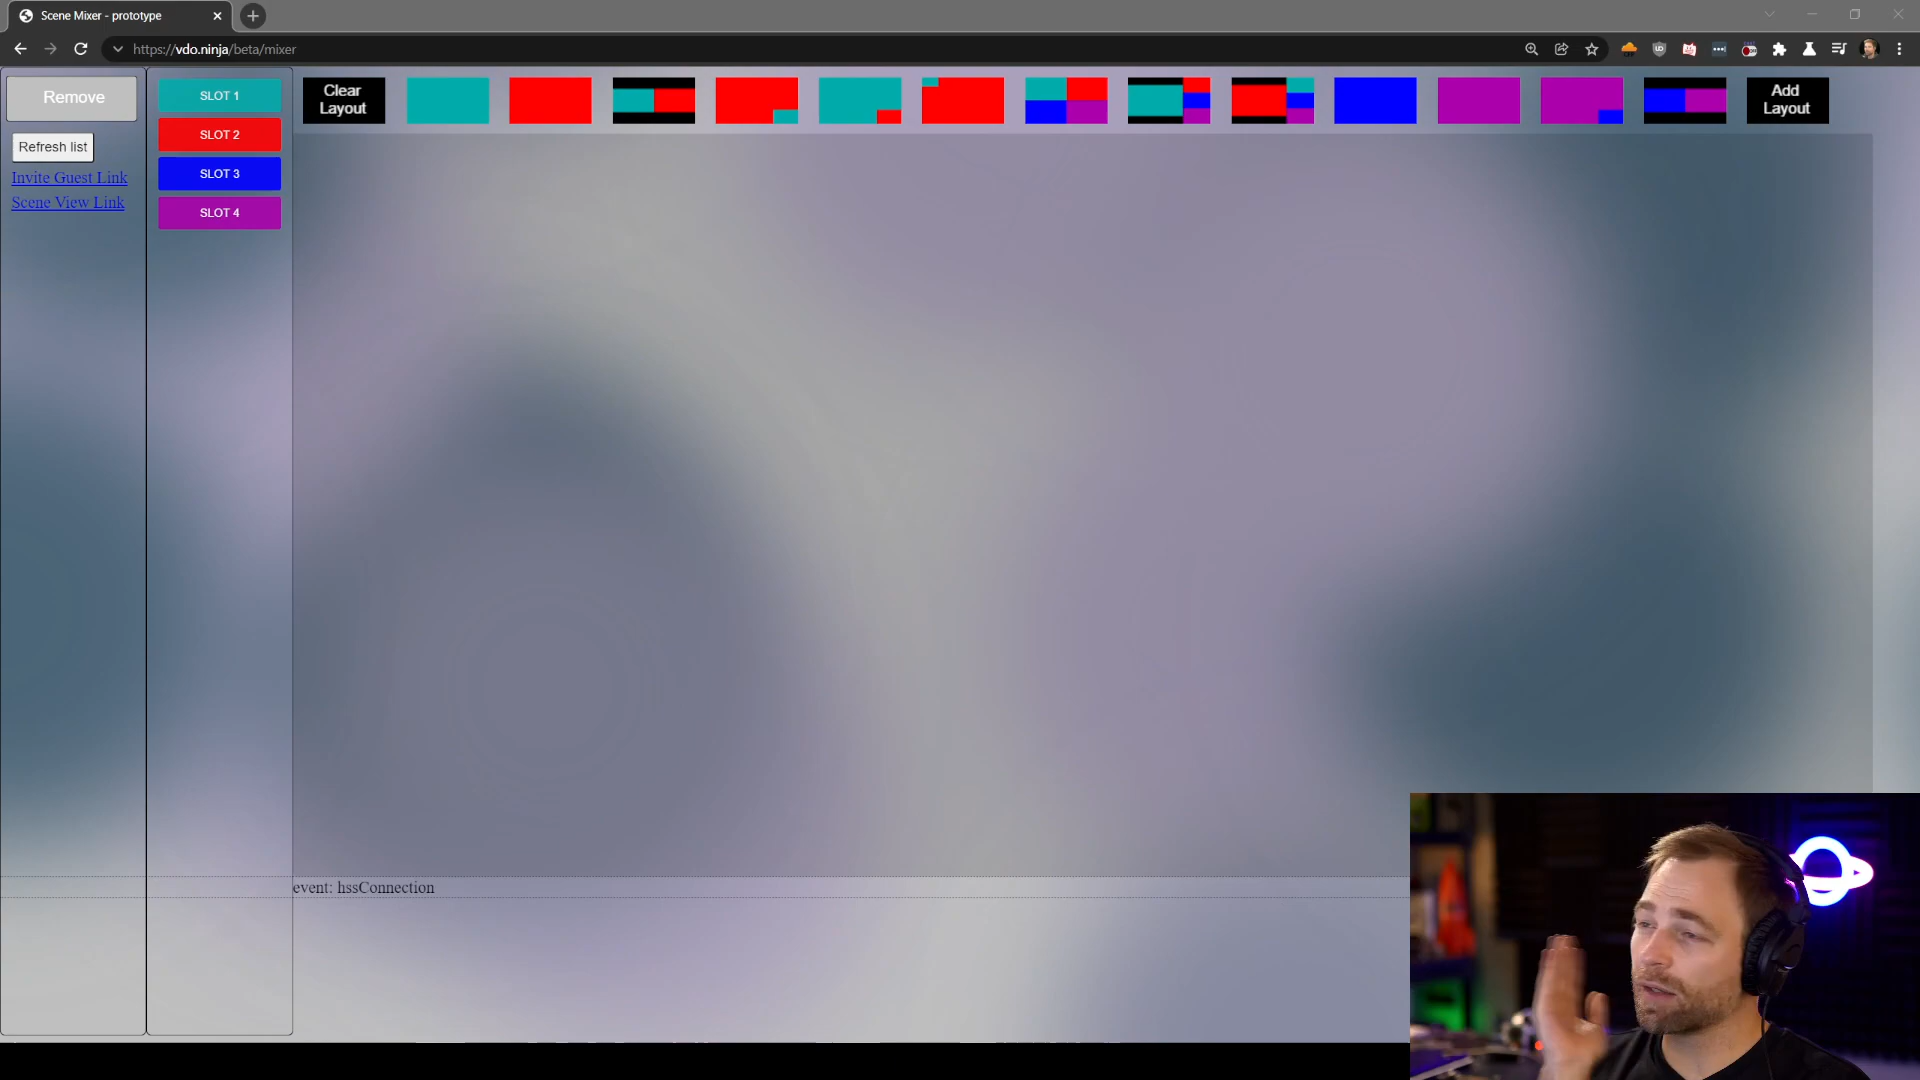 Scene Mixer - prototype
https://vdo.ninja/beta/mixer
Remove
Refresh list
Invite Guest Link
Scene View Link
SLOT 1
SLOT 2
SLOT 3
SLOT 4
Clear
Layout
Add
Layout
event: hssConnection